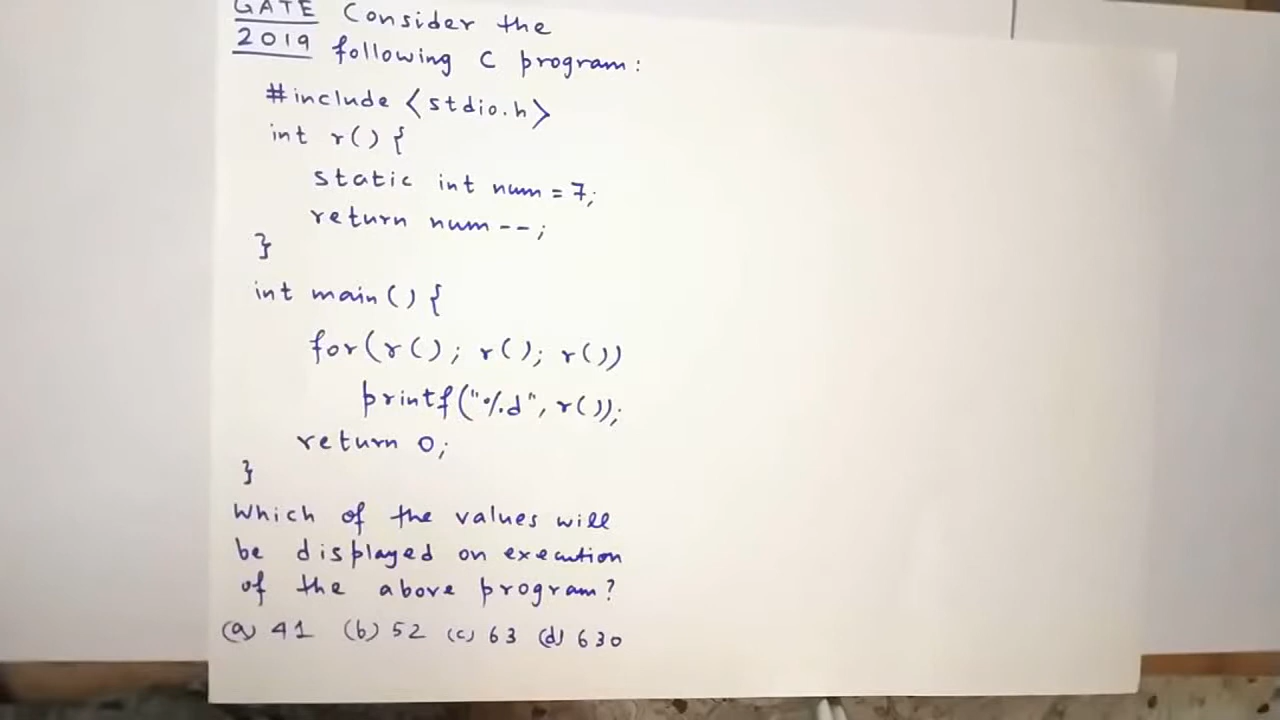 GATE Consider the
2019 following C program:
#include <stdio.h>
int r() {
static int num = 7;
return num --;
}
int main() {
for(r(); r(); r())
printf("%d", r());
return 0;
}
Which of the values will
be displayed on execution
of the above program?
(a) 41 (b) 52 (c) 63 (d) 630